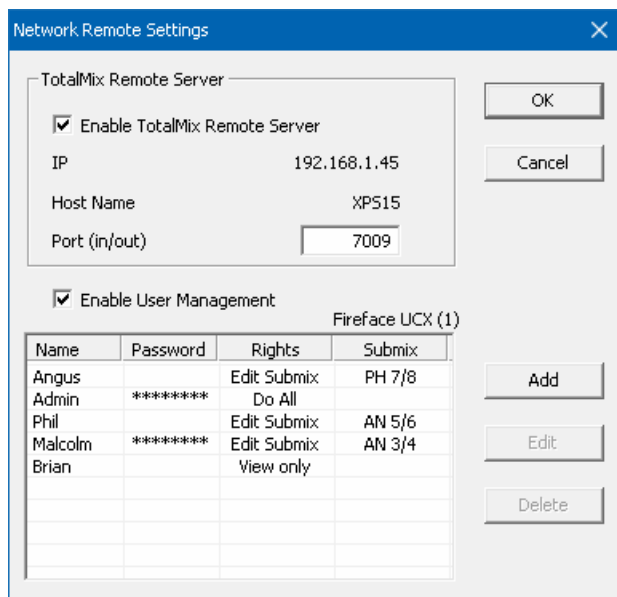 Network Remote Settings
TotalMix Remote Server
OK
Enable TotalMix Remote Server
IP 192.168.1.45
Cancel
Host Name XPS15
Port (in/out) 7009
Enable User Management
Fireface UCX (1)
Name Password Rights Submix
Angus Edit Submix PH 7/8
Admin ******** Do All
Phil Edit Submix AN 5/6
Malcolm ******** Edit Submix AN 3/4
Brian View only
Add
Edit
Delete